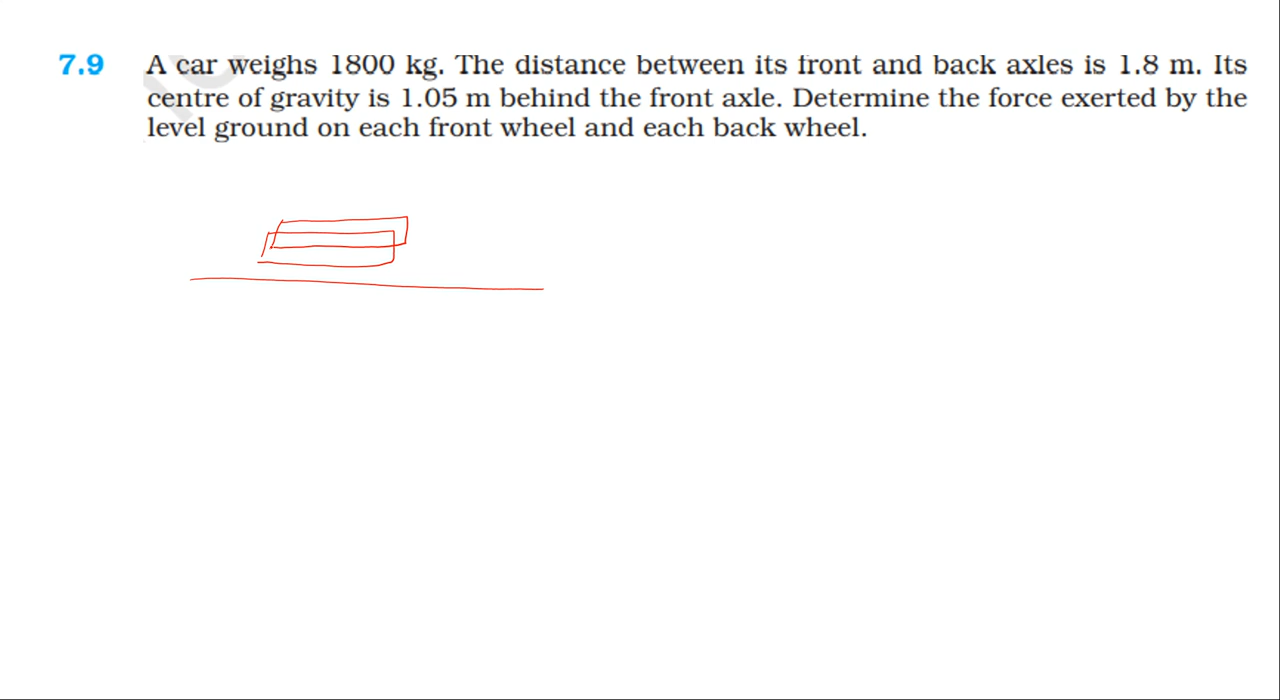 7.9 A car weighs 1800 kg. The distance between its front and back axles is 1.8 m. Its
centre of gravity is 1.05 m behind the front axle. Determine the force exerted by the
level ground on each front wheel and each back wheel.